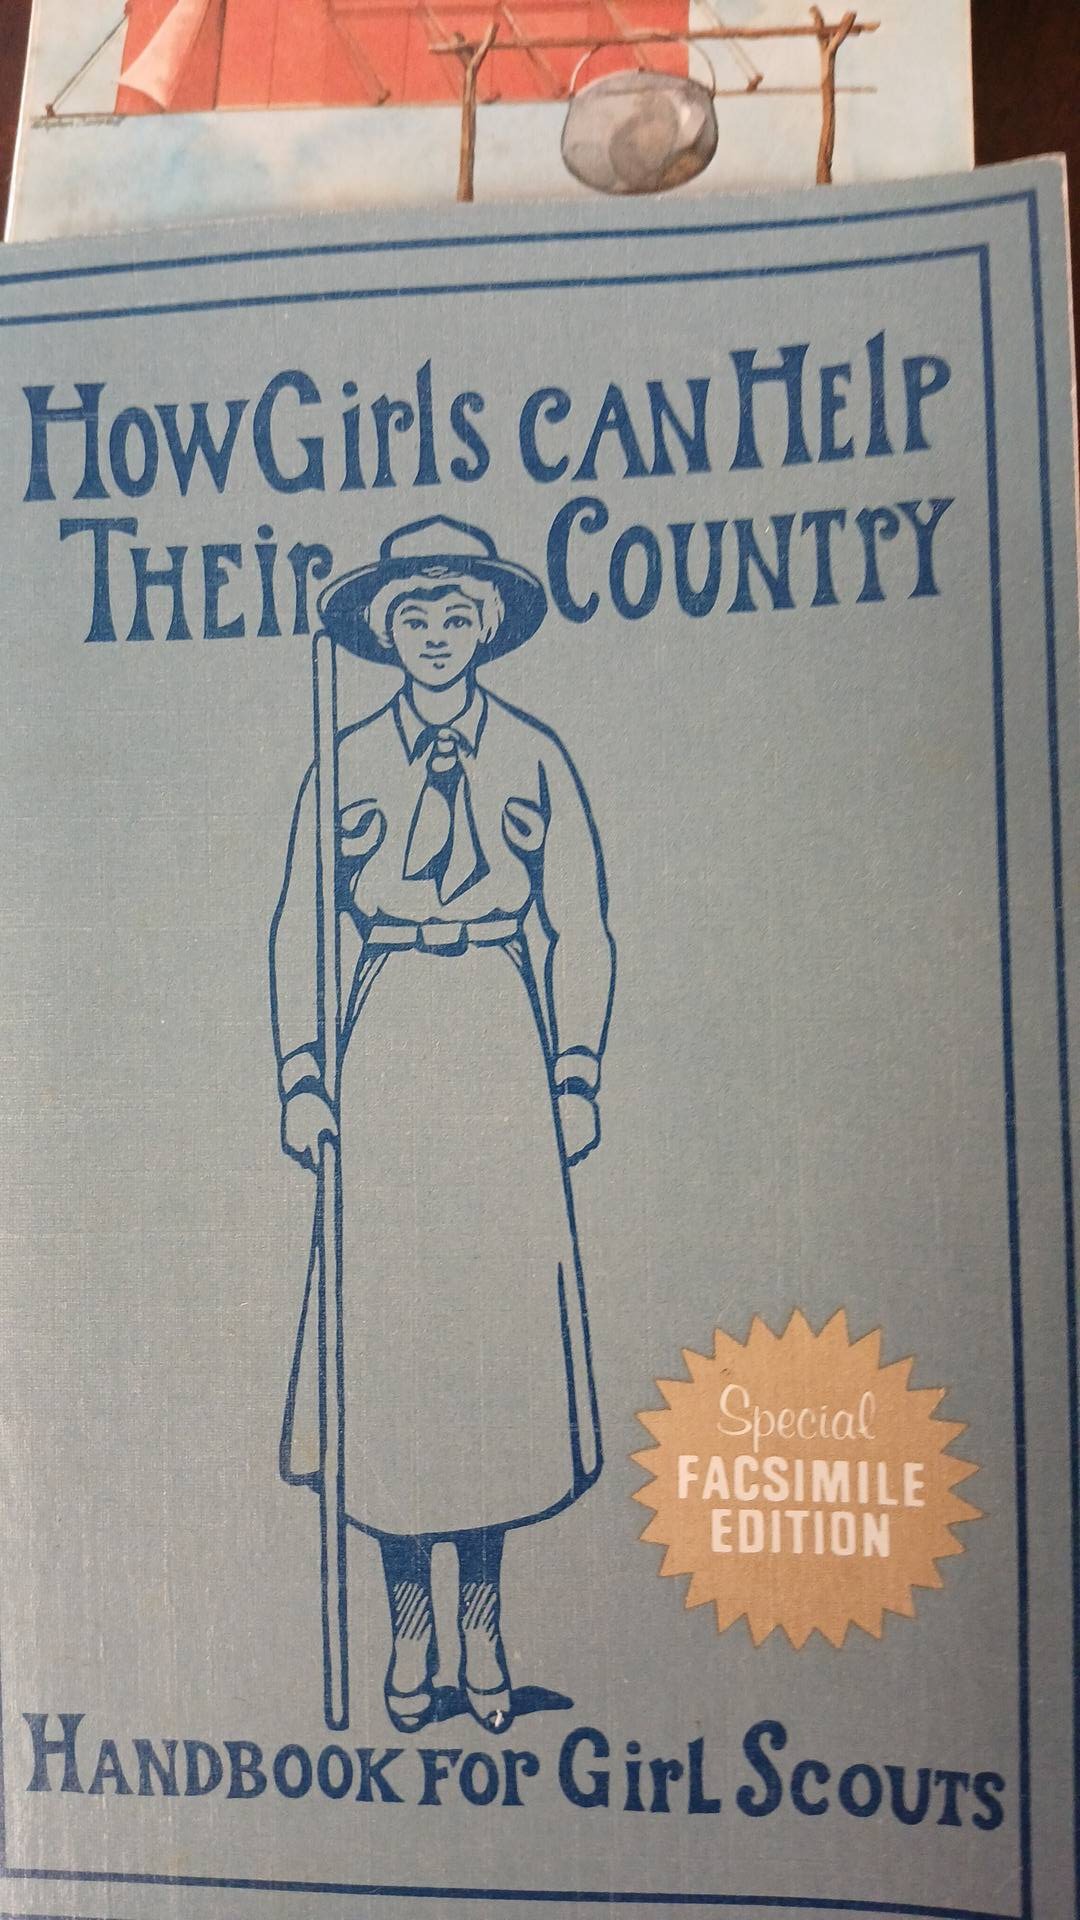 How Girls can Help
Their Country
Special
FACSIMILE
EDITION
Handbook for Girl Scouts